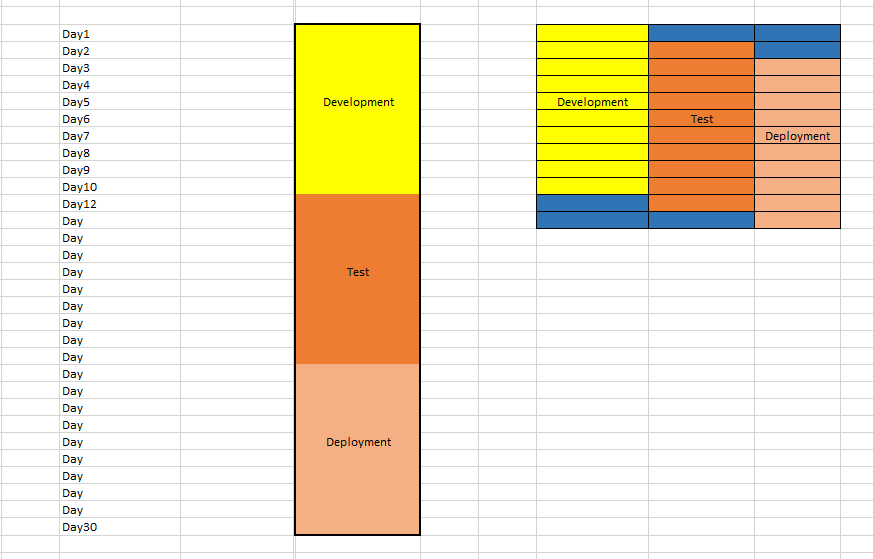 Day1
Day2
Day3
Day4
Day5 Development Development
Day6 Test
Day7 Deployment
Day8
Day9
Day10
Day12
Day
Day
Day
Day Test
Day
Day
Day
Day
Day
Day
Day
Day
Day
Day Deployment
Day
Day
Day
Day
Day30